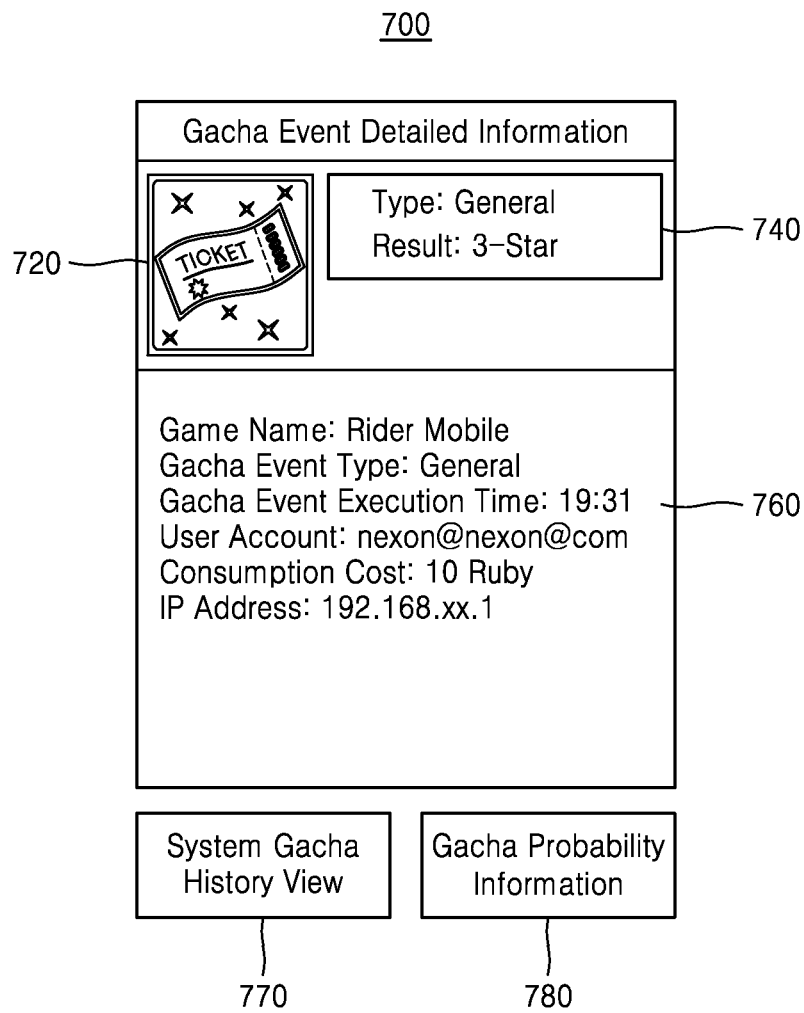 700
Gacha Event Detailed Information
TICKET
Type: General
Result: 3-Star
720
740
Game Name: Rider Mobile
Gacha Event Type: General
Gacha Event Execution Time: 19:31
User Account: nexon@nexon@com
Consumption Cost: 10 Ruby
IP Address: 192.168.xx.1
760
System Gacha
History View
Gacha Probability
Information
770
780